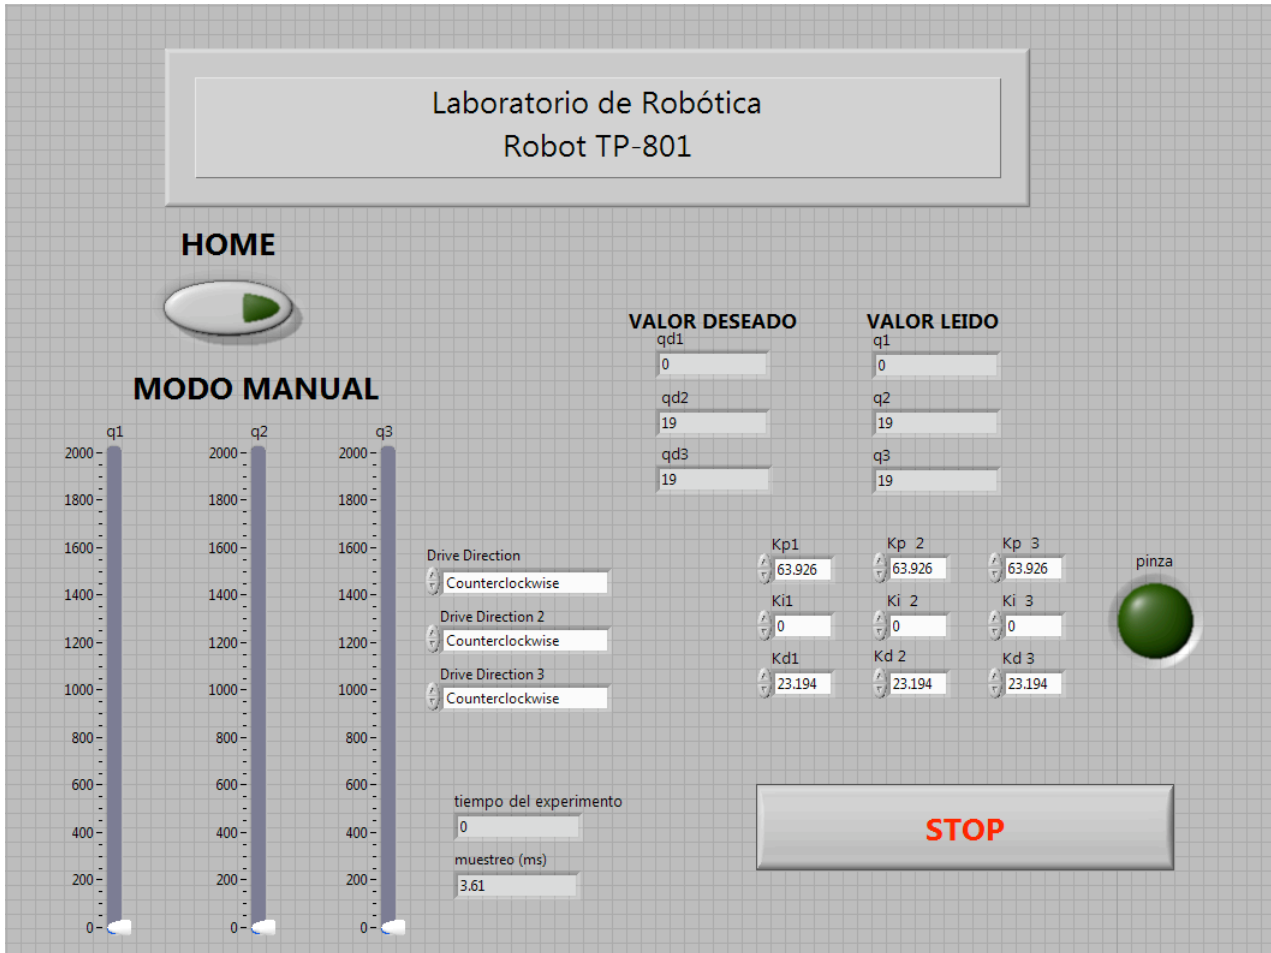 Laboratorio de Robótica
Robot TP-801
HOME
MODO MANUAL
q1 q2 q3
2000 2000 2000
1800 1800 1800
1600 1600 1600
1400 1400 1400
1200 1200 1200
1000 1000 1000
800 800 800
600 600 600
400 400 400
200 200 200
0 0 0
Drive Direction
Counterclockwise
Drive Direction 2
Counterclockwise
Drive Direction 3
Counterclockwise
tiempo del experimento
0
muestreo (ms)
3.61
VALOR DESEADO VALOR LEIDO
qd1 q1
0 0
qd2 q2
19 19
qd3 q3
19 19
Kp1 Kp 2 Kp 3
63.926 63.926 63.926
Ki1 Ki 2 Ki 3
0 0 0
Kd1 Kd 2 Kd 3
23.194 23.194 23.194
pinza
STOP